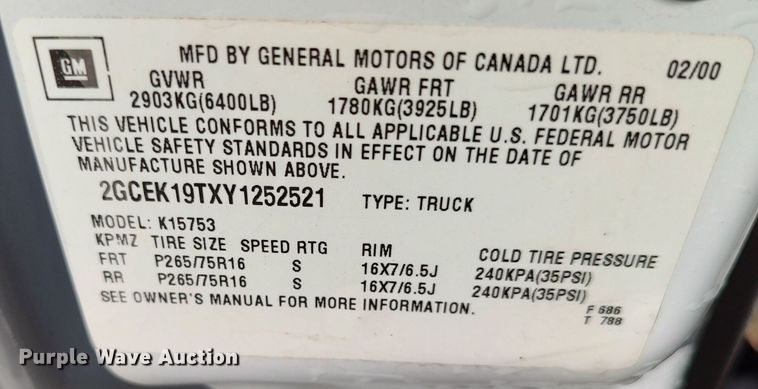 GM
MFD BY GENERAL MOTORS OF CANADA LTD. 02/00
GVWR GAWR FRT GAWR RR
2903KG(6400LB) 1780KG(3925LB) 1701KG(3750LB)
THIS VEHICLE CONFORMS TO ALL APPLICABLE U.S. FEDERAL MOTOR
VEHICLE SAFETY STANDARDS IN EFFECT ON THE DATE OF
MANUFACTURE SHOWN ABOVE.
2GCEK19TXY1252521 TYPE: TRUCK
MODEL: K15753
KPMZ TIRE SIZE SPEED RTG RIM COLD TIRE PRESSURE
FRT P265/75R16 S 16X7/6.5J 240KPA(35PSI)
RR P265/75R16 S 16X7/6.5J 240KPA(35PSI)
SEE OWNER'S MANUAL FOR MORE INFORMATION.
F 686
T 788
Purple Wave Auction